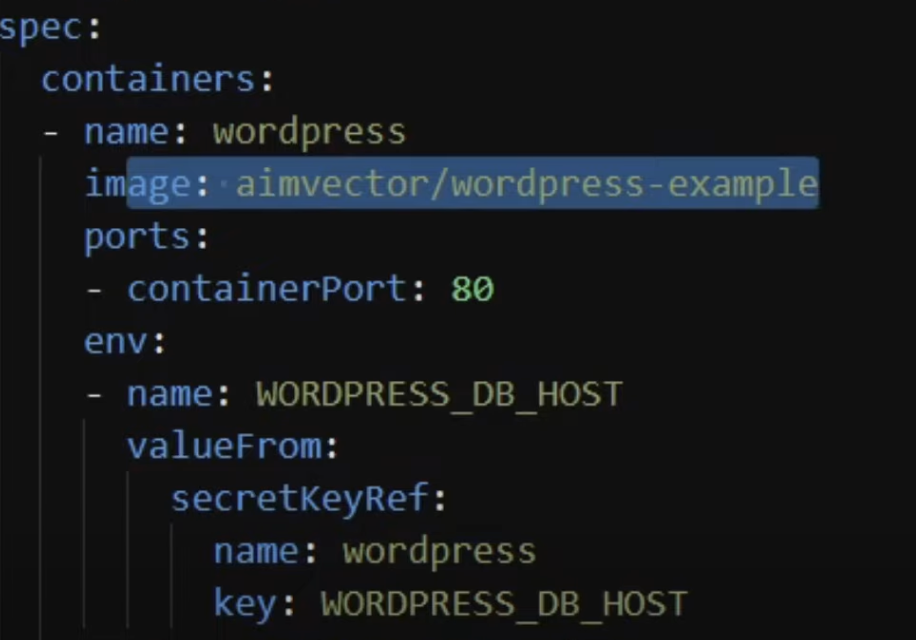 spec:
  containers:
  - name: wordpress
    image: aimvector/wordpress-example
    ports:
    - containerPort: 80
    env:
    - name: WORDPRESS_DB_HOST
      valueFrom:
        secretKeyRef:
          name: wordpress
          key: WORDPRESS_DB_HOST